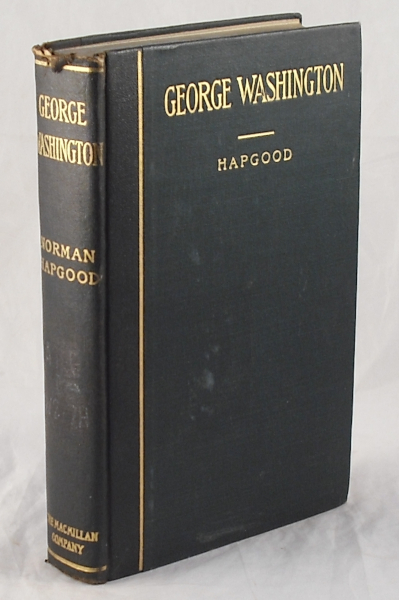 GEORGE
WASHINGTON
NORMAN
HAPGOOD
THE MACMILLAN
COMPANY
GEORGE WASHINGTON
HAPGOOD